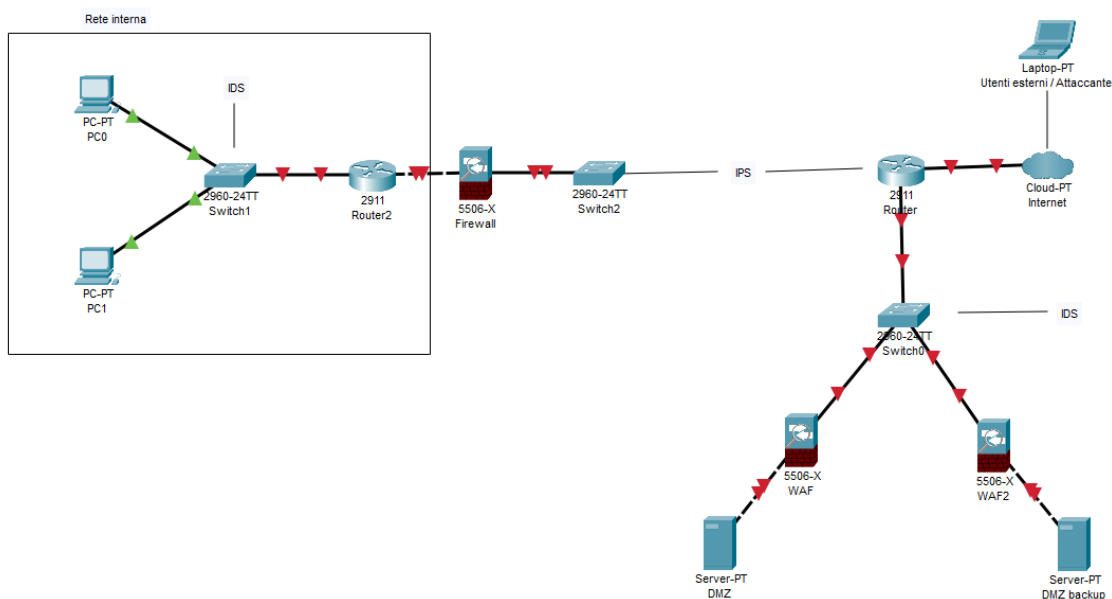 Rete interna
IDS
PC-PT
PC0
2960-24TT
Switch1
PC-PT
PC1
2911
Router2
5506-X
Firewall
2960-24TT
Switch2
IPS
2911
Router
Laptop-PT
Utenti esterni / Attaccante
Cloud-PT
Internet
2960-24TT
Switch0
IDS
5506-X
WAF
5506-X
WAF2
Server-PT
DMZ
Server-PT
DMZ backup